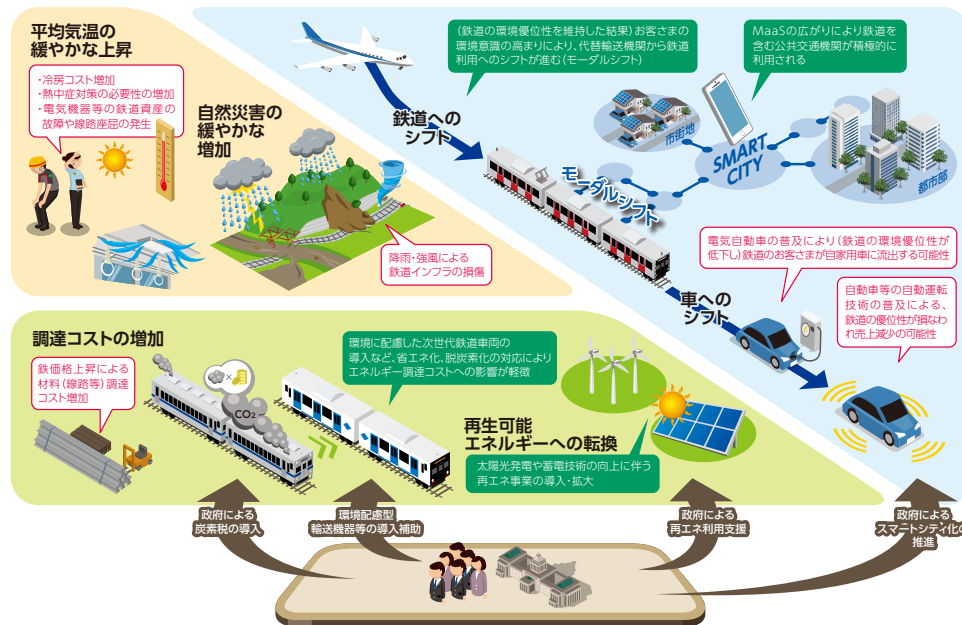 平均気温の
緩やかな上昇
・冷房コスト増加
・熱中症対策の必要性の増加
・電気機器等の鉄道資産の
故障や線路座屈の発生
自然災害の
緩やかな
増加
降雨・強風による
鉄道インフラの損傷
(鉄道の環境優位性を維持した結果)お客さまの
環境意識の高まりにより、代替輸送機関から鉄道
利用へのシフトが進む(モーダルシフト)
MaaSの広がりにより鉄道を
含む公共交通機関が積極的に
利用される
鉄道への
シフト
市街地
SMART
CITY
都市部
モーダルシフト
電気自動車の普及により(鉄道の環境優位性が
低下し)鉄道のお客さまが自家用車に流出する可能性
車への
シフト
自動車等の自動運転
技術の普及による、
鉄道の優位性が損なわ
れ売上減少の可能性
調達コストの増加
鉄価格上昇による
材料(線路等)調達
コスト増加
×
CO2
環境に配慮した次世代鉄道車両の
導入など、省エネ化、脱炭素化の対応により
エネルギー調達コストへの影響が軽微
再生可能
エネルギーへの転換
太陽光発電や蓄電技術の向上に伴う
再エネ事業の導入・拡大
政府による
炭素税の導入
環境配慮型
輸送機器等の導入補助
政府による
再エネ利用支援
政府による
スマートシティ化の
推進